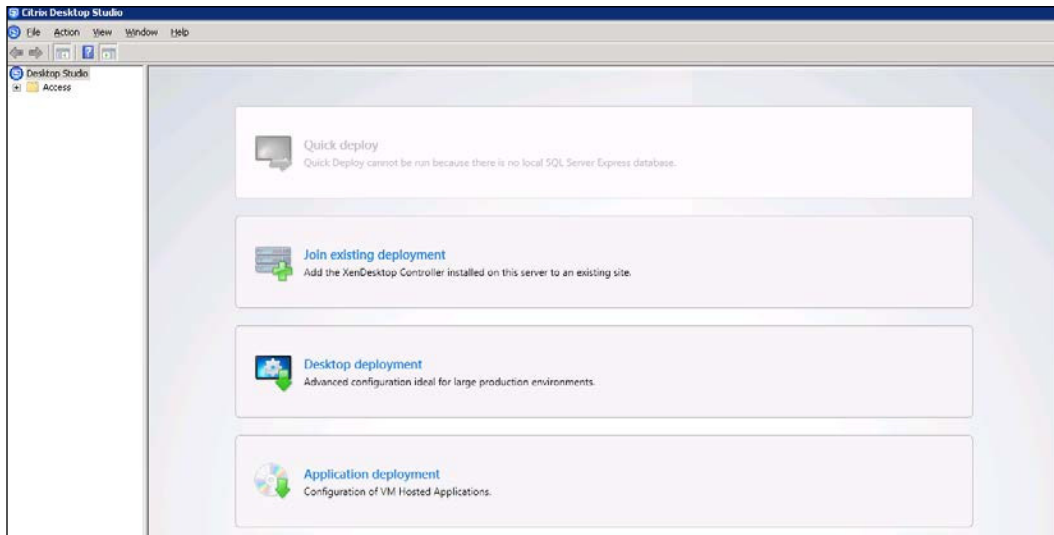 Citrix Desktop Studio
File Action View Window Help
Desktop Studio
Access
Quick deploy
Quick Deploy cannot be run because there is no local SQL Server Express database.
Join existing deployment
Add the XenDesktop Controller installed on this server to an existing site.
Desktop deployment
Advanced configuration ideal for large production environments.
Application deployment
Configuration of VM Hosted Applications.